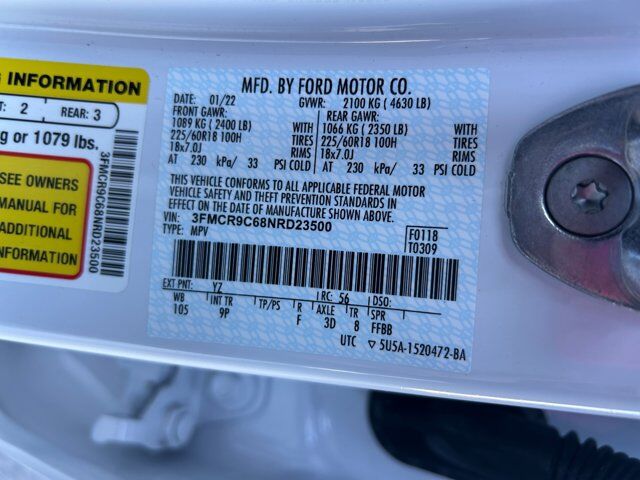 G INFORMATION
T: 2 REAR: 3
g or 1079 lbs.
SEE OWNERS
MANUAL FOR
ADDITIONAL
INFORMATION
3FMCR9C68NRD23500
MFD. BY FORD MOTOR CO.
DATE: 01/22 GVWR: 2100 KG ( 4630 LB)
FRONT GAWR: REAR GAWR:
1089 KG ( 2400 LB) WITH 1066 KG ( 2350 LB) WITH
225/60R18 100H TIRES 225/60R18 100H TIRES
18x7.0J RIMS 18x7.0J RIMS
AT 230 kPa/ 33 PSI COLD AT 230 kPa/ 33 PSI COLD
THIS VEHICLE CONFORMS TO ALL APPLICABLE FEDERAL MOTOR
VEHICLE SAFETY, BUMPER, AND THEFT PREVENTION STANDARDS IN
EFFECT ON THE DATE OF MANUFACTURE SHOWN ABOVE.
VIN: 3FMCR9C68NRD23500
TYPE: MPV
F0118
T0309
EXT PNT: YZ RC: 56 DSO:
WB INT TR TP/PS R AXLE TR SPR
105 9P F 3D 8 FFBB
UTC ▽ 5U5A-1520472-BA